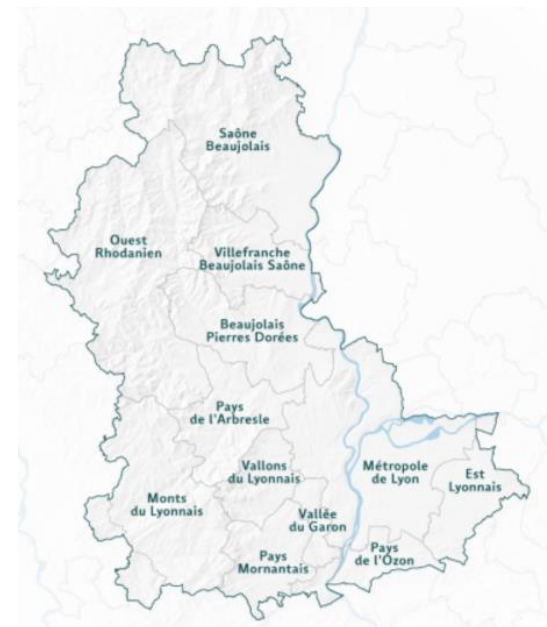 Saône
Beaujolais
Ouest
Rhodanien
Villefranche
Beaujolais Saône
Beaujolais
Pierres Dorées
Pays
de l'Arbresle
Vallons
du Lyonnais
Métropole
de Lyon
Est
Lyonnais
Monts
du Lyonnais
Vallée
du Garon
Pays
Mornantais
Pays
de l'Ozon